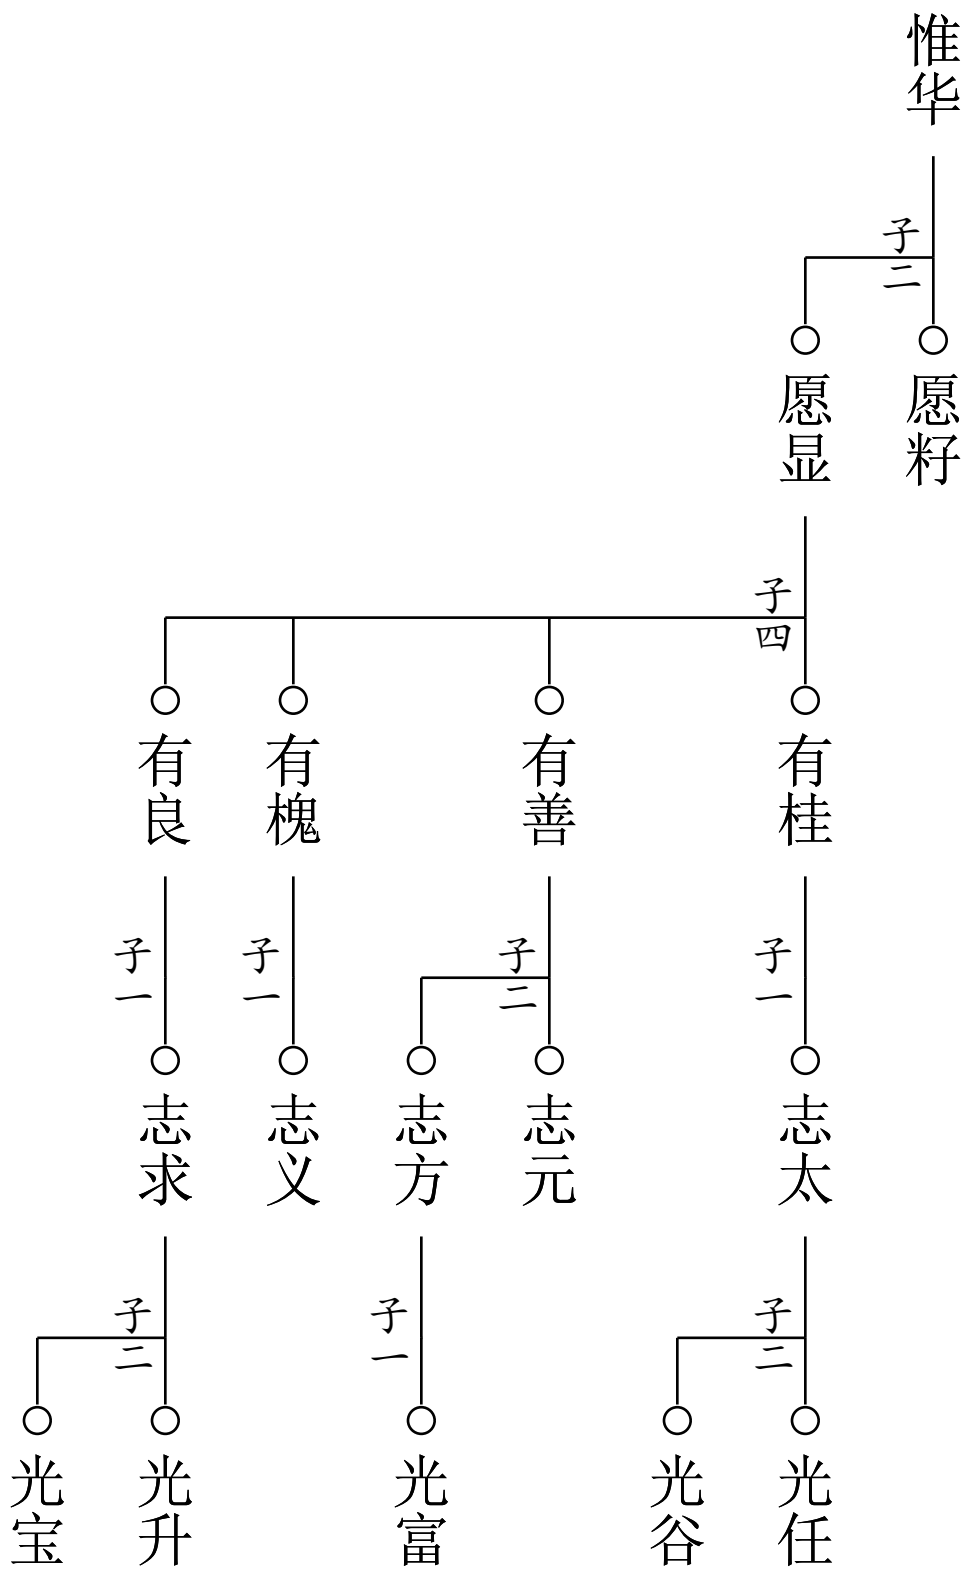 惟华
子二
愿籽
愿显
子四
有桂
有善
有槐
有良
子一
子二
子一
子一
志太
志元
志方
志义
志求
子二
子一
子二
光任
光谷
光富
光升
光宝